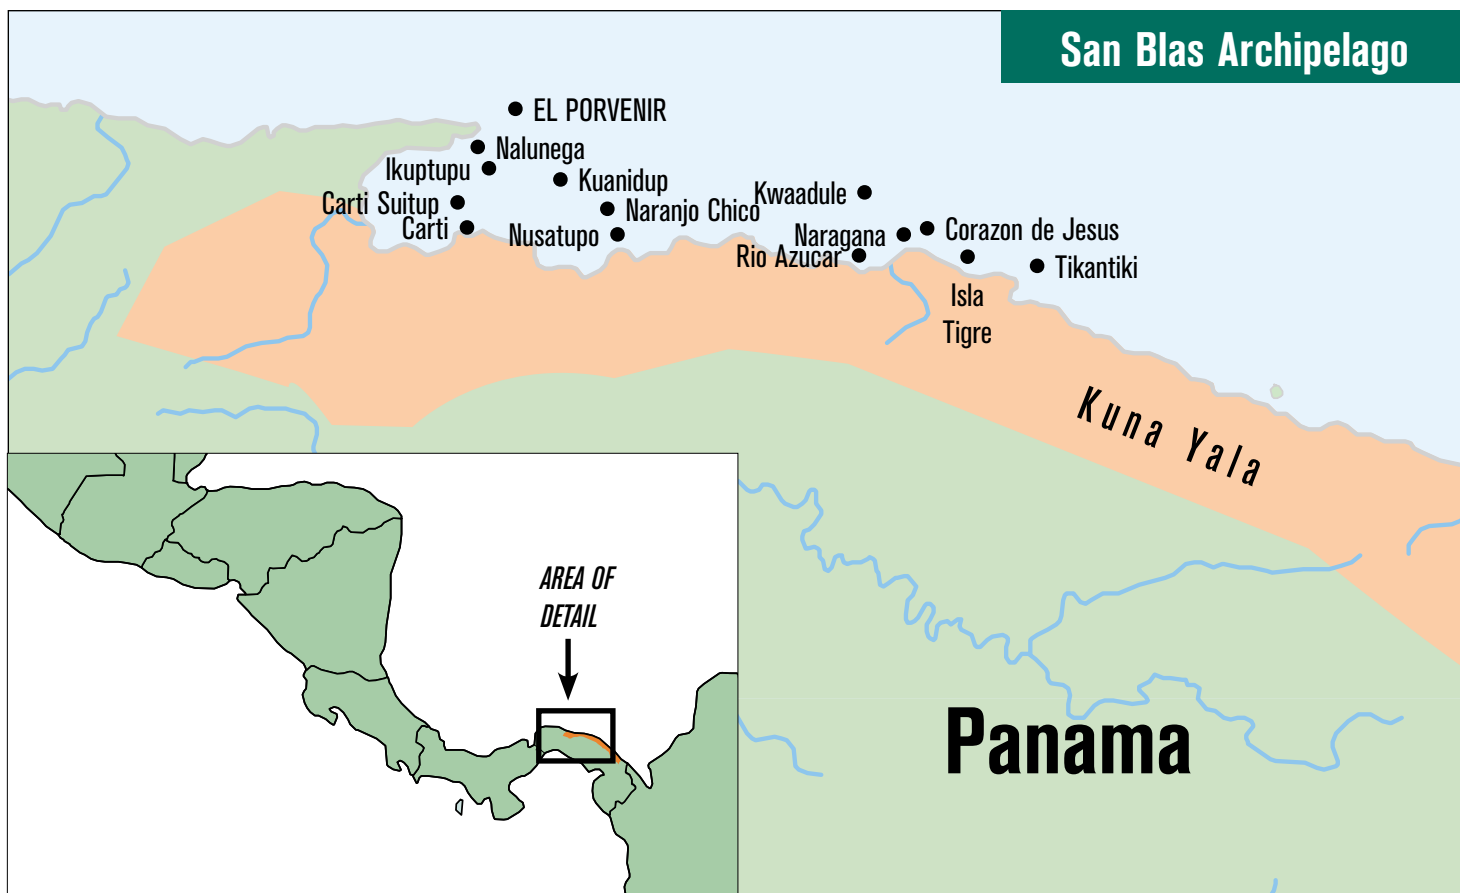 San Blas Archipelago
EL PORVENIR
Nalunega
Ikuptupu
Kuanidup
Kwaadule
Carti Suitup
Naranjo Chico
Carti
Nusatupo
Naragana
Corazon de Jesus
Rio Azucar
Tikantiki
Isla
Tigre
Kuna Yala
AREA OF
DETAIL
Panama